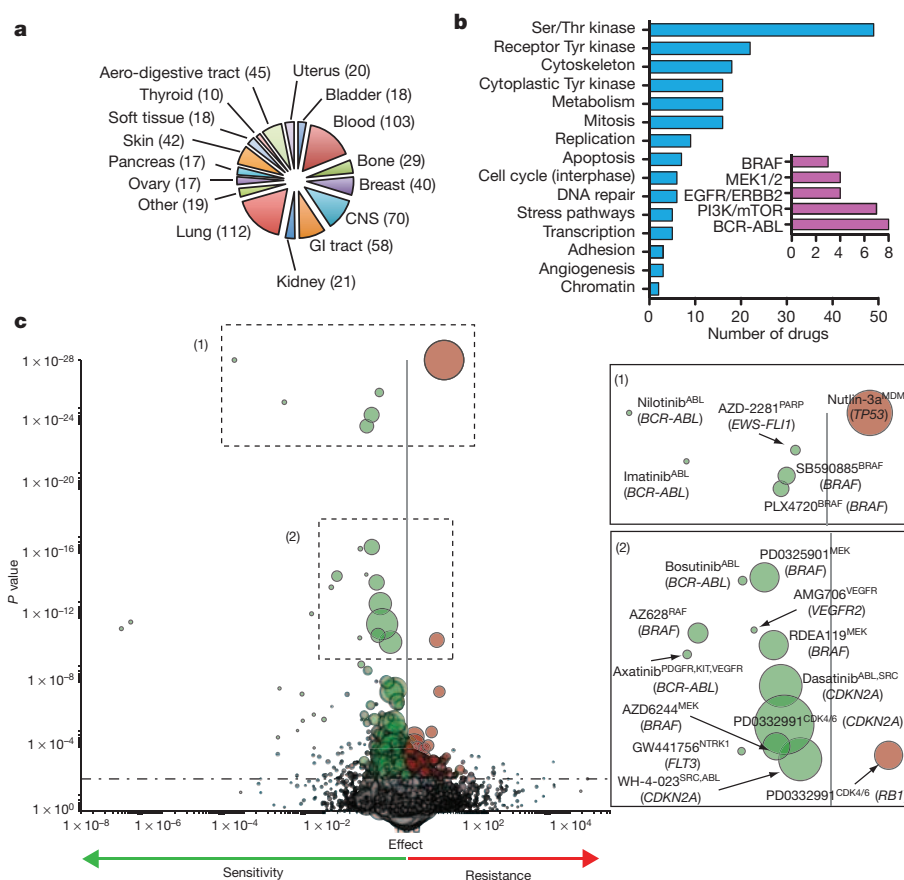 a
Aero-digestive tract (45)
Uterus (20)
Thyroid (10)
Bladder (18)
Soft tissue (18)
Blood (103)
Skin (42)
Pancreas (17)
Bone (29)
Ovary (17)
Breast (40)
Other (19)
CNS (70)
Lung (112)
GI tract (58)
Kidney (21)
b
Ser/Thr kinase
Receptor Tyr kinase
Cytoskeleton
Cytoplastic Tyr kinase
Metabolism
Mitosis
Replication
Apoptosis
Cell cycle (interphase)
DNA repair
Stress pathways
Transcription
Adhesion
Angiogenesis
Chromatin
0 10 20 30 40 50
Number of drugs
BRAF
MEK1/2
EGFR/ERBB2
PI3K/mTOR
BCR-ABL
0 2 4 6 8
c
(1)
(2)
1 × 10⁻²⁸
1 × 10⁻²⁴
1 × 10⁻²⁰
1 × 10⁻¹⁶
1 × 10⁻¹²
1 × 10⁻⁸
1 × 10⁻⁴
1 × 10⁰
P value
1 × 10⁻⁸ 1 × 10⁻⁶ 1 × 10⁻⁴ 1 × 10⁻² 1 × 10⁰² 1 × 10⁰⁴
Effect
Sensitivity
Resistance
(1)
Nilotinib^ABL
(BCR-ABL)
AZD-2281^PARP
(EWS-FLI1)
Nutlin-3a^MDM
(TP53)
Imatinib^ABL
(BCR-ABL)
SB590885^BRAF
(BRAF)
PLX4720^BRAF (BRAF)
(2)
PD0325901^MEK
(BRAF)
Bosutinib^ABL
(BCR-ABL)
AMG706^VEGFR
(VEGFR2)
AZ628^RAF
(BRAF)
RDEA119^MEK
(BRAF)
Axatinib^PDGFR,KIT,VEGFR
(BCR-ABL)
Dasatinib^ABL,SRC
(CDKN2A)
AZD6244^MEK
(BRAF)
PD0332991^CDK4/6 (CDKN2A)
GW441756^NTRK1
(FLT3)
WH-4-023^SRC,ABL
(CDKN2A)
PD0332991^CDK4/6 (RB1